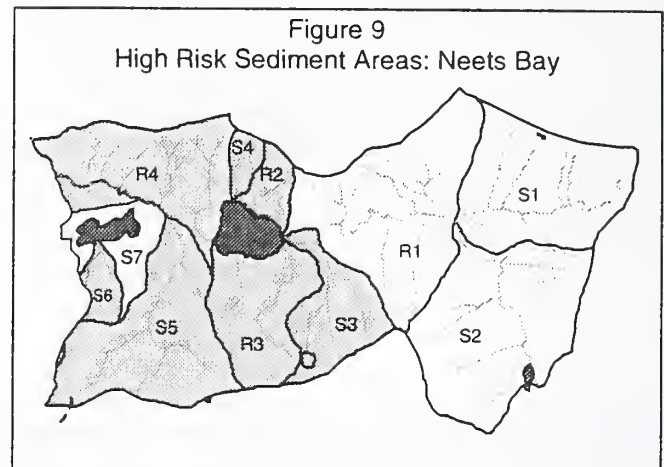 Figure 9
High Risk Sediment Areas: Neets Bay
S4
R4
R2
S1
R1
S7
S6
S5
R3
S3
S2